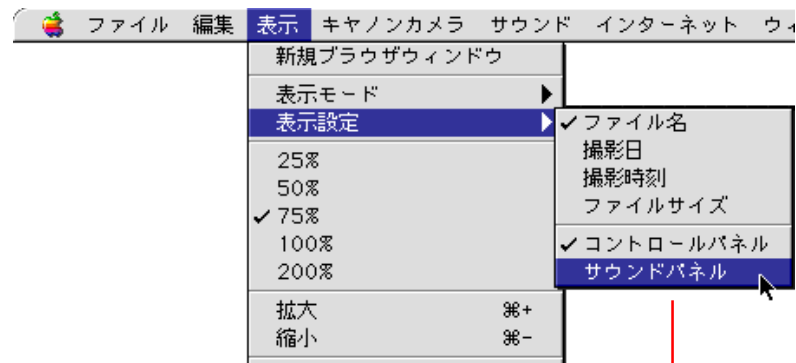 ファイル 編集 表示 キヤノンカメラ サウンド インターネット ウィ
新規ブラウザウィンドウ
表示モード
表示設定
25%
50%
✓75%
100%
200%
拡大 ⌘+
縮小 ⌘-
✓ファイル名
撮影日
撮影時刻
ファイルサイズ
✓コントロールパネル
サウンドパネル